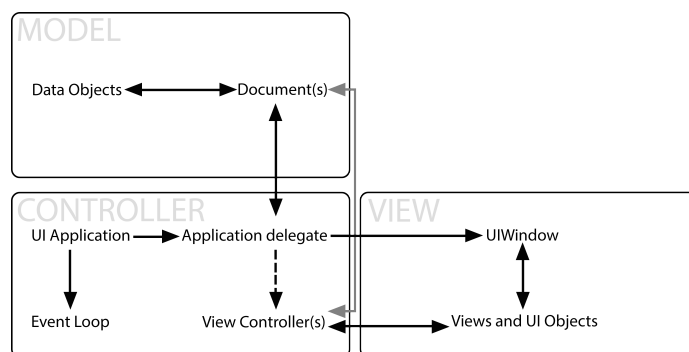 MODEL
Data Objects
Document(s)
CONTROLLER
UI Application
Application delegate
Event Loop
View Controller(s)
VIEW
UIWindow
Views and UI Objects